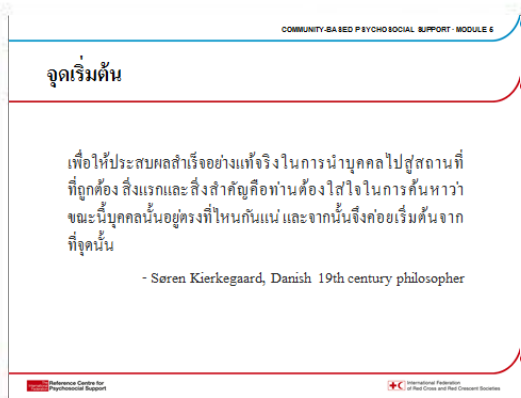 COMMUNITY-BASED PSYCHOSOCIAL SUPPORT · MODULE 5
จุดเริ่มต้น
เพื่อให้ประสบผลสำเร็จอย่างแท้จริงในการนำบุคคลไปสู่สถานที่
ที่ถูกต้อง สิ่งแรกและสิ่งสำคัญคือท่านต้องใส่ใจในการค้นหาว่า
ขณะนี้บุคคลนั้นอยู่ตรงที่ไหนกันแน่ และจากนั้นจึงค่อยเริ่มต้นจาก
ที่จุดนั้น
- Søren Kierkegaard, Danish 19th century philosopher
Reference Centre for
Psychosocial Support
International Federation
of Red Cross and Red Crescent Societies